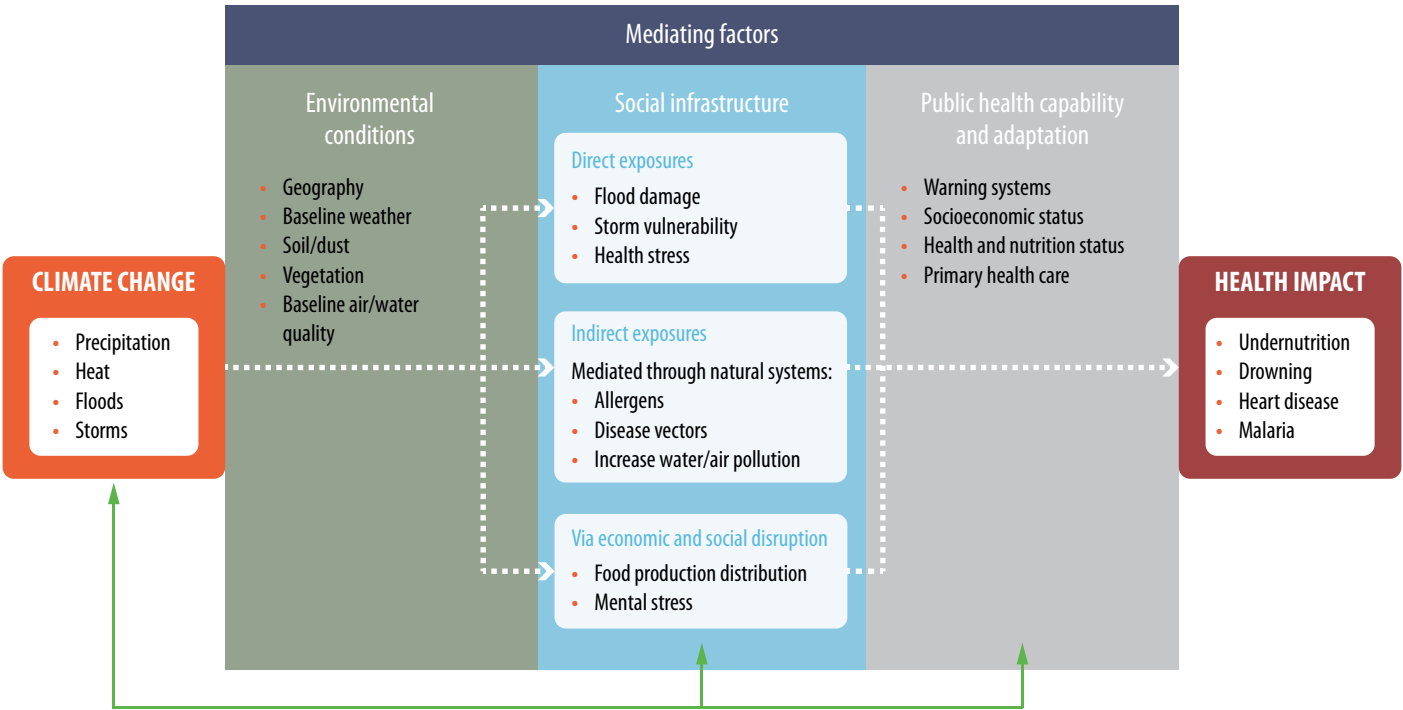 Mediating factors
Environmental
conditions
• Geography
• Baseline weather
• Soil/dust
• Vegetation
• Baseline air/water
quality
Social infrastructure
Direct exposures
• Flood damage
• Storm vulnerability
• Health stress
Indirect exposures
Mediated through natural systems:
• Allergens
• Disease vectors
• Increase water/air pollution
Via economic and social disruption
• Food production distribution
• Mental stress
Public health capability
and adaptation
• Warning systems
• Socioeconomic status
• Health and nutrition status
• Primary health care
CLIMATE CHANGE
• Precipitation
• Heat
• Floods
• Storms
HEALTH IMPACT
• Undernutrition
• Drowning
• Heart disease
• Malaria